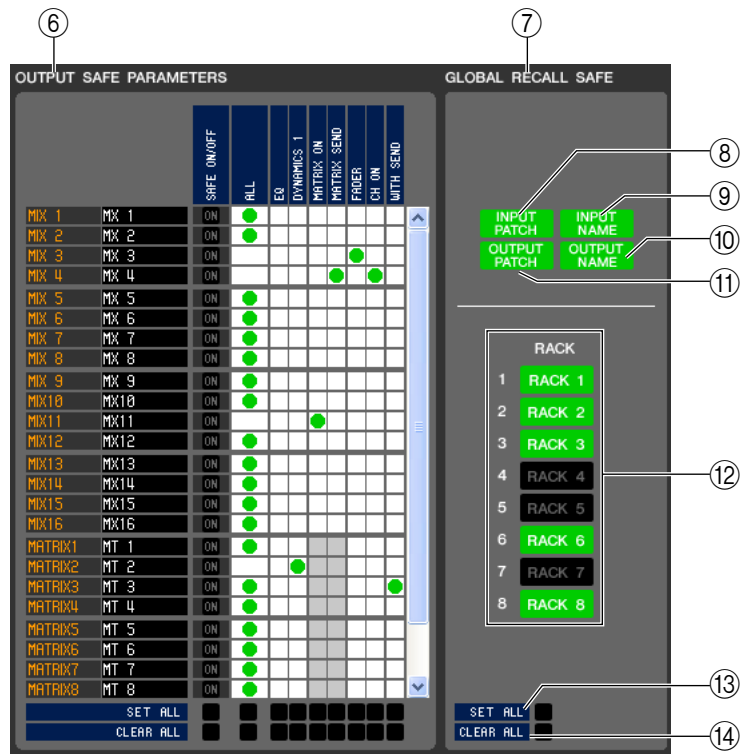 ⑥ ⑦
OUTPUT SAFE PARAMETERS
GLOBAL RECALL SAFE
SAFE ON/OFF
ALL
EQ
DYNAMICS 1
MATRIX ON
MATRIX SEND
FADER
CH ON
WITH SEND
MIX 1 MX 1 ON
MIX 2 MX 2 ON
MIX 3 MX 3 ON
MIX 4 MX 4 ON
MIX 5 MX 5 ON
MIX 6 MX 6 ON
MIX 7 MX 7 ON
MIX 8 MX 8 ON
MIX 9 MX 9 ON
MIX10 MX10 ON
MIX11 MX11 ON
MIX12 MX12 ON
MIX13 MX13 ON
MIX14 MX14 ON
MIX15 MX15 ON
MIX16 MX16 ON
MATRIX1 MT 1 ON
MATRIX2 MT 2 ON
MATRIX3 MT 3 ON
MATRIX4 MT 4 ON
MATRIX5 MT 5 ON
MATRIX6 MT 6 ON
MATRIX7 MT 7 ON
MATRIX8 MT 8 ON
SET ALL
CLEAR ALL
⑧
⑨
⑩
⑪
INPUT PATCH
INPUT NAME
OUTPUT PATCH
OUTPUT NAME
RACK
1 RACK 1
2 RACK 2
3 RACK 3
4 RACK 4
5 RACK 5
6 RACK 6
7 RACK 7
8 RACK 8
⑫
SET ALL ⑬
CLEAR ALL ⑭